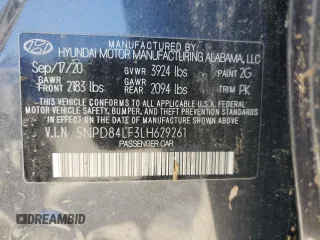 MANUFACTURED BY
HYUNDAI MOTOR MANUFACTURING ALABAMA, LLC
Sep/17/20 GVWR 3924 lbs PAINT 2G
GAWR FRONT 2183 lbs GAWR REAR 2094 lbs TRIM PK
THIS VEHICLE CONFORMS TO ALL APPLICABLE U.S.
FEDERAL MOTOR VEHICLE SAFETY, BUMPER, AND THEFT
PREVENTION STANDARDS IN EFFECT ON THE DATE OF
MANUFACTURE SHOWN ABOVE.
V.I.N 5NPD84LF3LH629261
PASSENGER CAR
DREAMBID